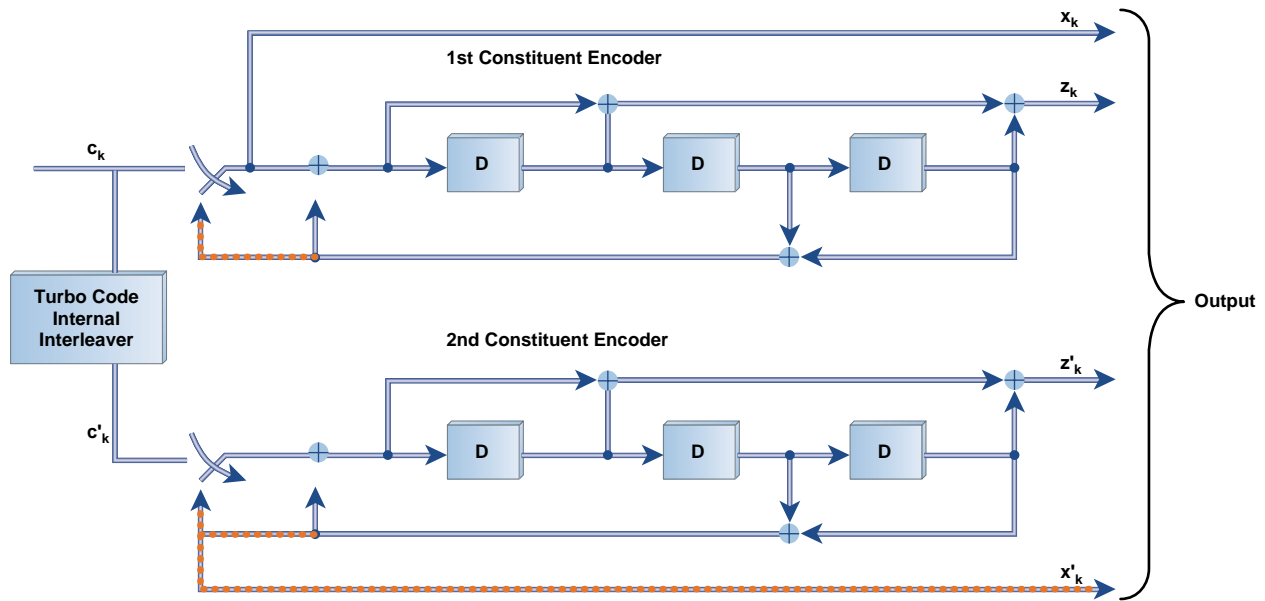 x_k
1st Constituent Encoder
z_k
c_k
D D D
Turbo Code
Internal
Interleaver
Output
2nd Constituent Encoder
z'_k
c'_k
D D D
x'_k